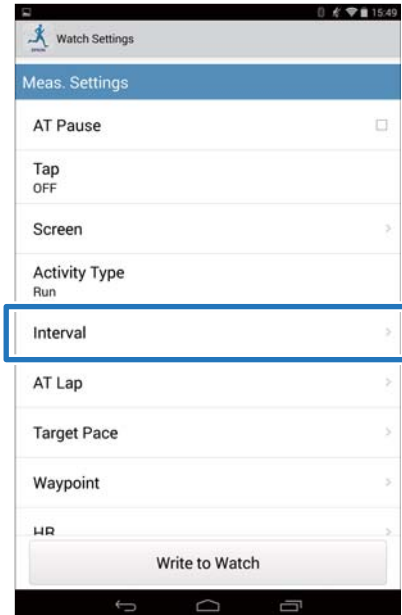 15:49
Watch Settings
Meas. Settings
AT Pause
Tap
OFF
Screen
Activity Type
Run
Interval
AT Lap
Target Pace
Waypoint
HR
Write to Watch